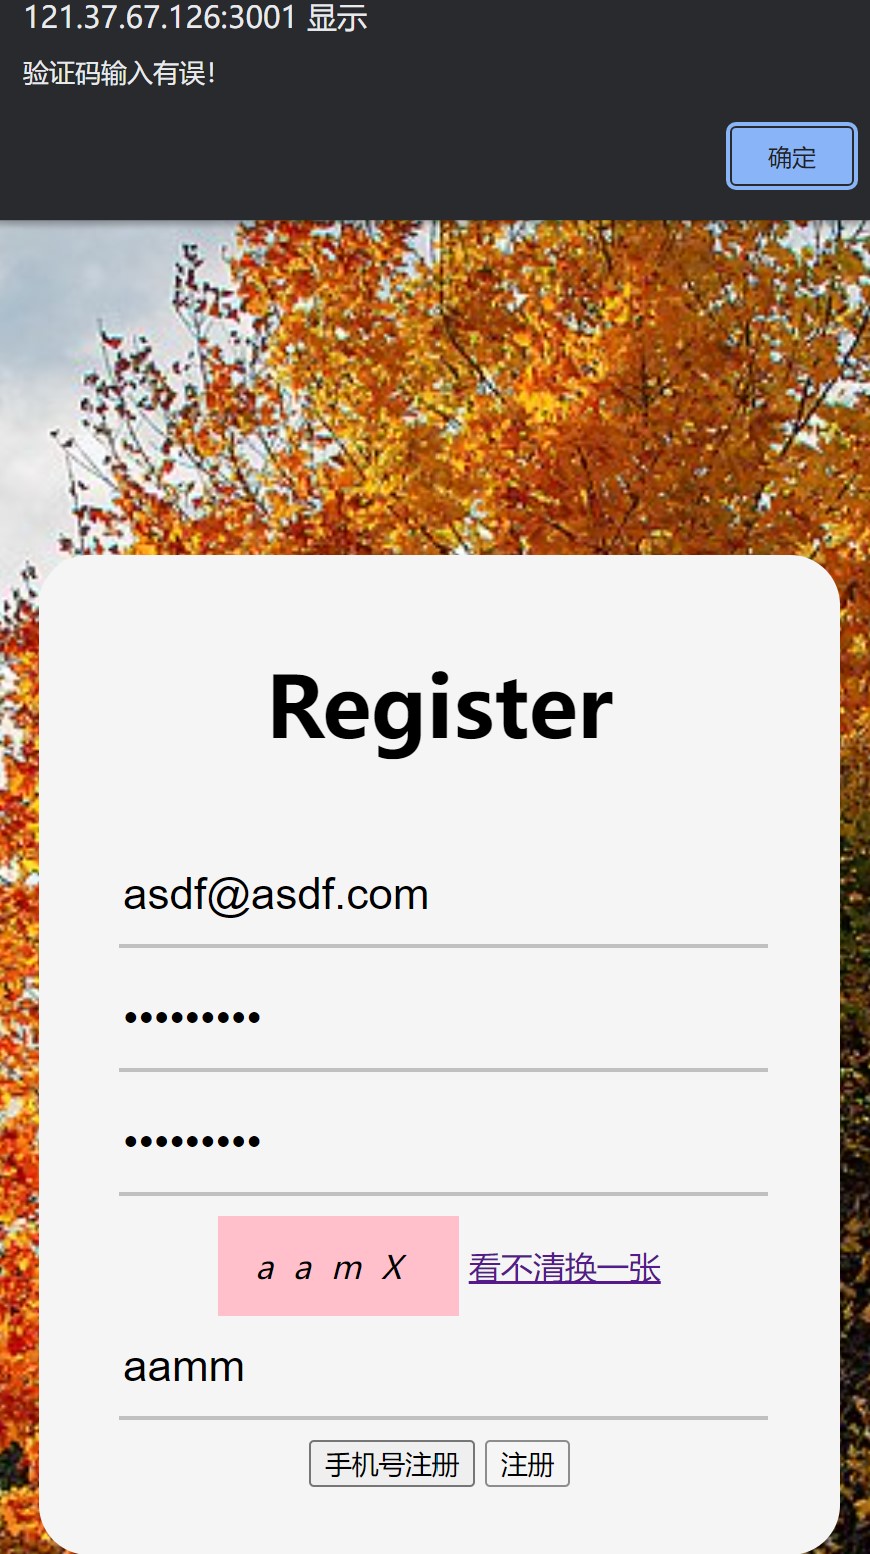 121.37.67.126:3001 显示
验证码输入有误！
确定
Register
asdf@asdf.com
•••••••••
•••••••••
a a m X 看不清换一张
aamm
手机号注册 注册